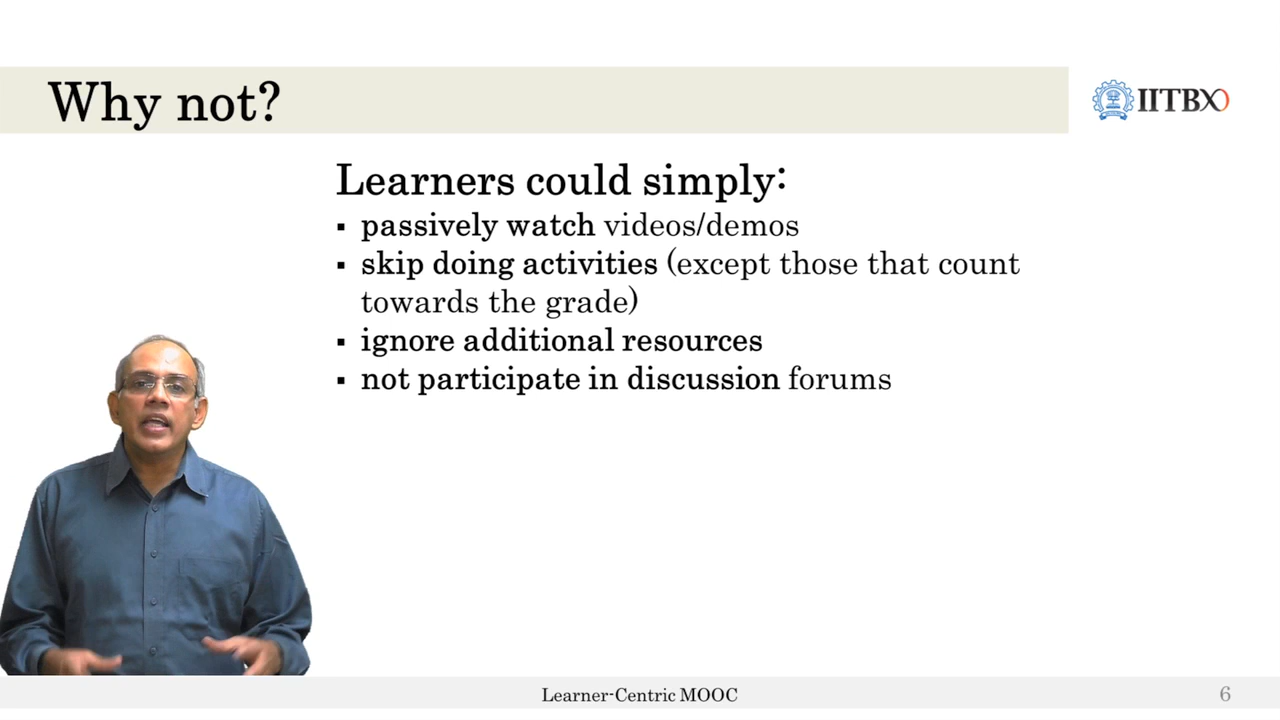 Why not?
IITBX
Learners could simply:
▪ passively watch videos/demos
▪ skip doing activities (except those that count
towards the grade)
▪ ignore additional resources
▪ not participate in discussion forums
Learner-Centric MOOC
6